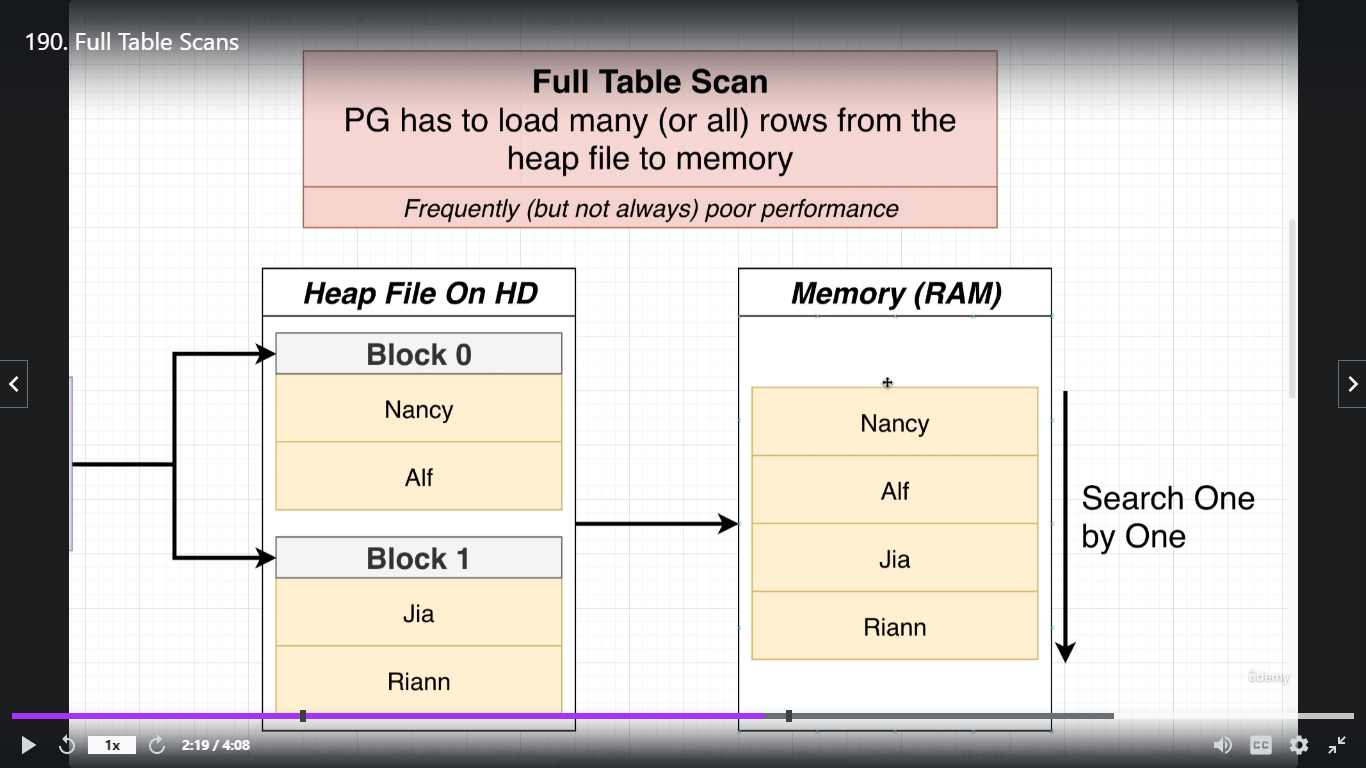 190. Full Table Scans
Full Table Scan
PG has to load many (or all) rows from the
heap file to memory
Frequently (but not always) poor performance
Heap File On HD
Block 0
Nancy
Alf
Block 1
Jia
Riann
Memory (RAM)
Nancy
Alf
Jia
Riann
Search One
by One
ûdemy
1x
2:19 / 4:08
CC